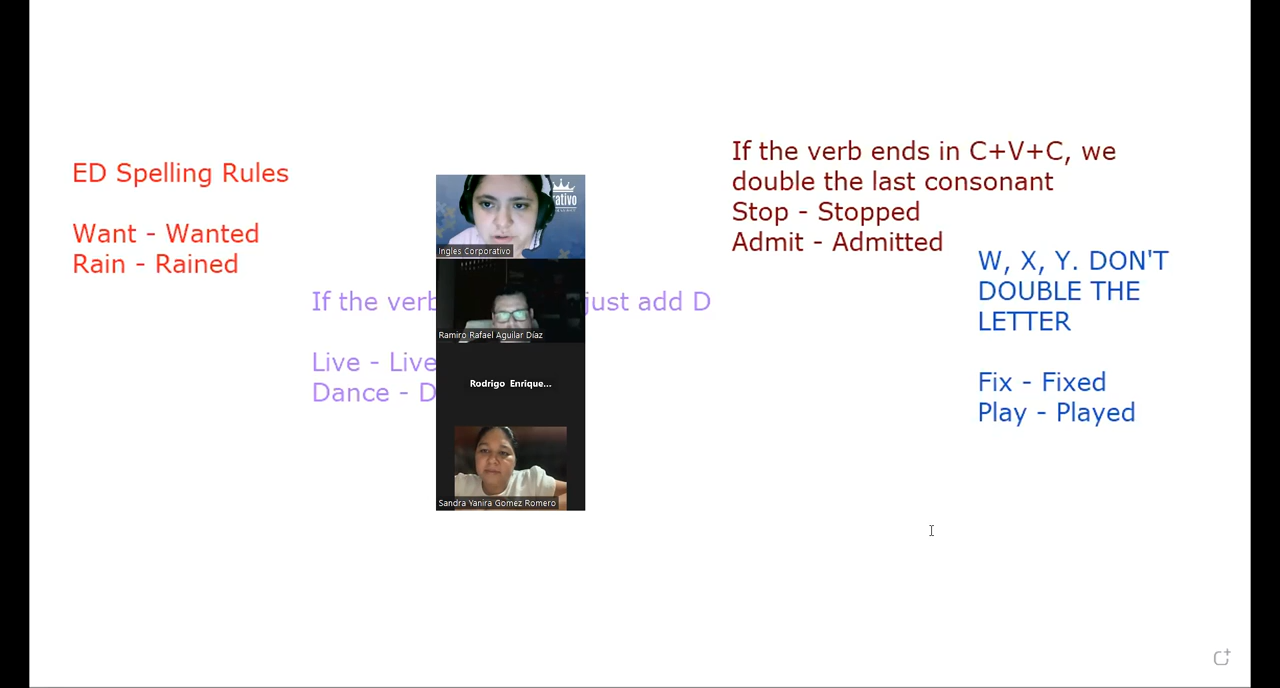 ED Spelling Rules
Want - Wanted
Rain - Rained
If the verb just add D
Live - Live
Dance - D
If the verb ends in C+V+C, we
double the last consonant
Stop - Stopped
Admit - Admitted
W, X, Y. DON'T
DOUBLE THE
LETTER
Fix - Fixed
Play - Played
Ingles Corporativo
Ramiro Rafael Aguilar Díaz
Rodrigo Enrique...
Sandra Yanira Gomez Romero